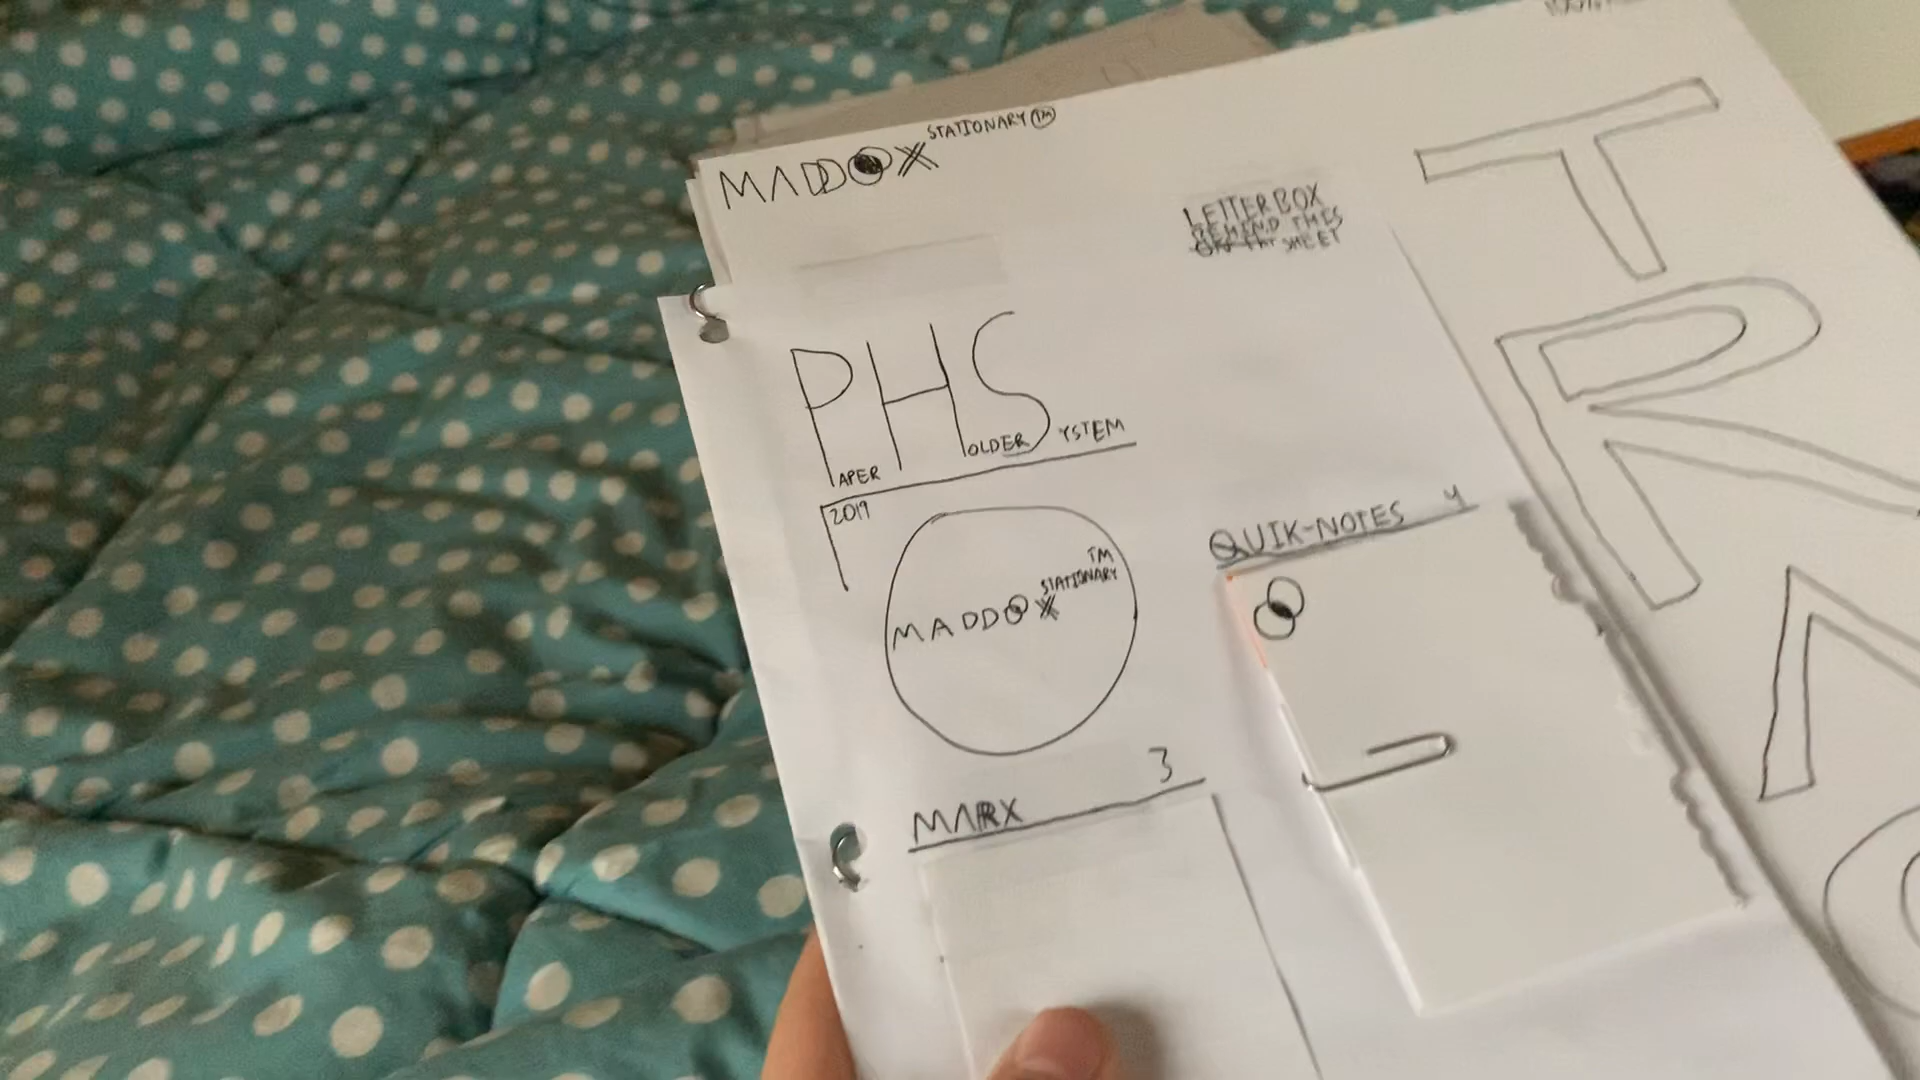 MADDOX STATIONARY TM
LETTERBOX
BEHIND THIS
SHEET
PHS
PAPER HOLDER SYSTEM
2019
MADDOX STATIONARY TM
QUIK-NOTES 4
MARX 3
T
R
A